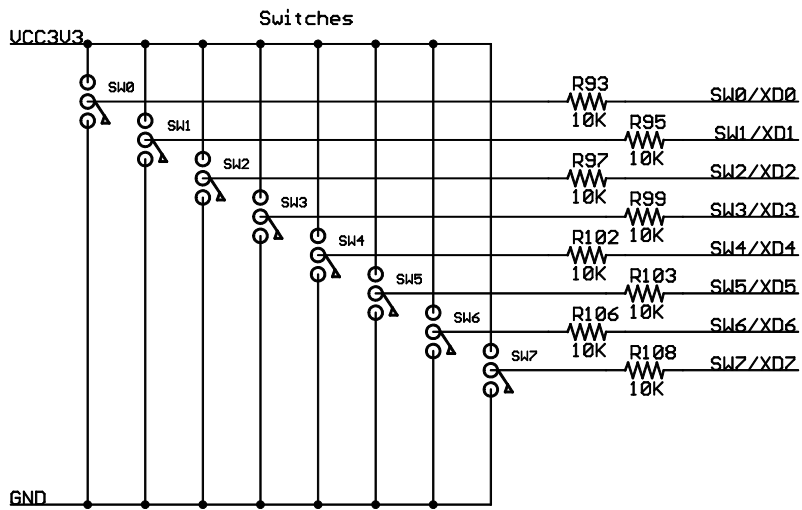 Switches
VCC3V3
SW0
R93
10K
SW0/XD0
SW1
R95
10K
SW1/XD1
SW2
R97
10K
SW2/XD2
SW3
R99
10K
SW3/XD3
SW4
R102
10K
SW4/XD4
SW5
R103
10K
SW5/XD5
SW6
R106
10K
SW6/XD6
SW7
R108
10K
SW7/XD7
GND